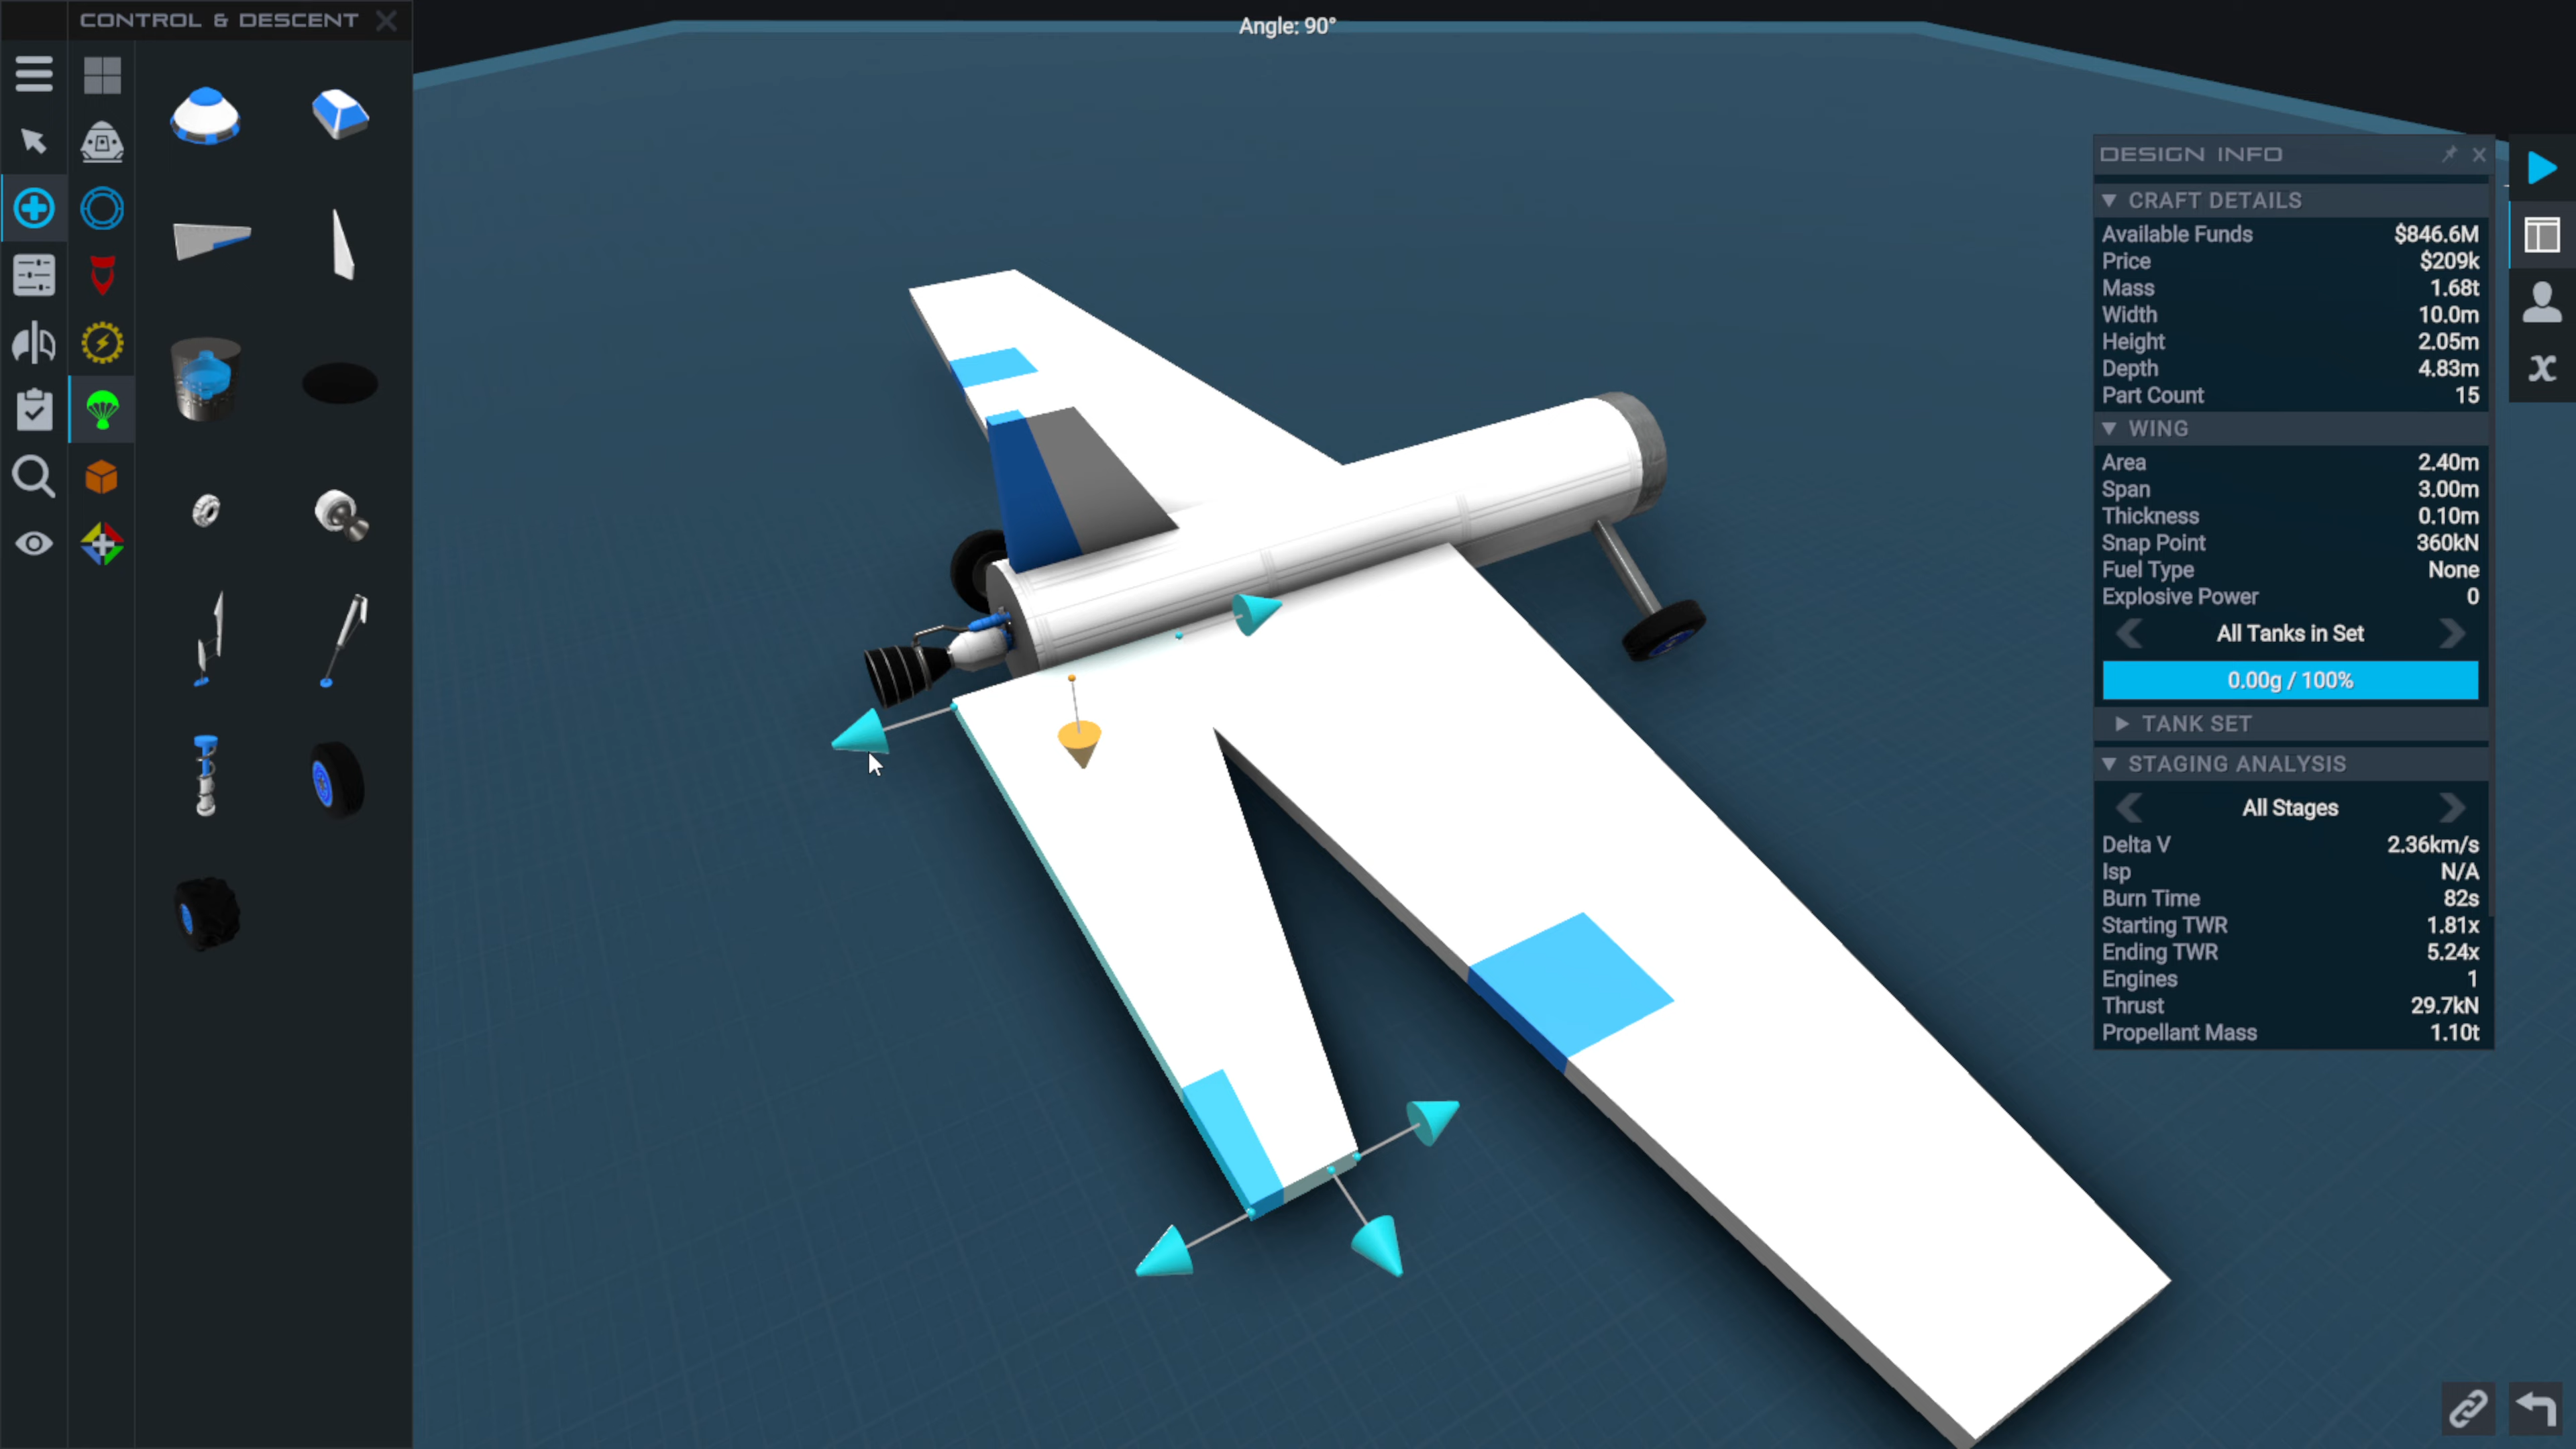 CONTROL & DESCENT
Angle: 90°
DESIGN INFO
CRAFT DETAILS
Available Funds $846.6M
Price $209k
Mass 1.68t
Width 10.0m
Height 2.05m
Depth 4.83m
Part Count 15
WING
Area 2.40m
Span 3.00m
Thickness 0.10m
Snap Point 360kN
Fuel Type None
Explosive Power 0
All Tanks in Set
0.00g / 100%
TANK SET
STAGING ANALYSIS
All Stages
Delta V 2.36km/s
Isp N/A
Burn Time 82s
Starting TWR 1.81x
Ending TWR 5.24x
Engines 1
Thrust 29.7kN
Propellant Mass 1.10t